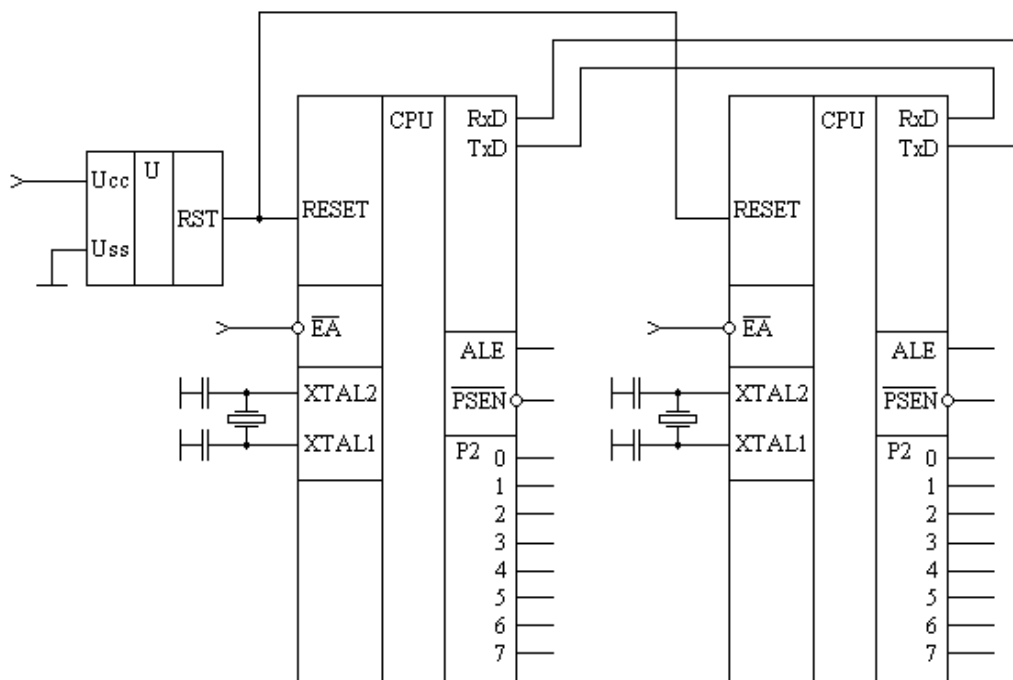 CPU
RxD
CPU
RxD
TxD
TxD
Ucc
U
RST
Uss
RESET
RESET
EA
EA
ALE
ALE
XTAL2
PSEN
XTAL2
PSEN
XTAL1
P2
0
XTAL1
P2
0
1
1
2
2
3
3
4
4
5
5
6
6
7
7